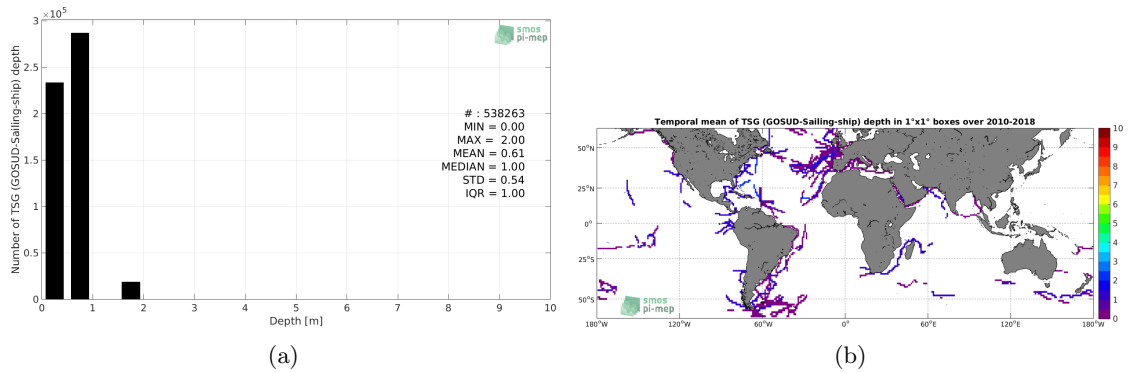 ×10⁵
3
2.5
2
1.5
1
0.5
0
Number of TSG (GOSUD-Sailing-ship) depth
smos
pi-mep
# : 538263
MIN = 0.00
MAX = 2.00
MEAN = 0.61
MEDIAN = 1.00
STD = 0.54
IQR = 1.00
0 1 2 3 4 5 6 7 8 9 10
Depth [m]
(a)
Temporal mean of TSG (GOSUD-Sailing-ship) depth in 1°x1° boxes over 2010-2018
50°N
25°N
0°
25°S
50°S
smos
pi-mep
180°W 120°W 60°W 0° 60°E 120°E 180°W
10
9
8
7
6
5
4
3
2
1
0
(b)